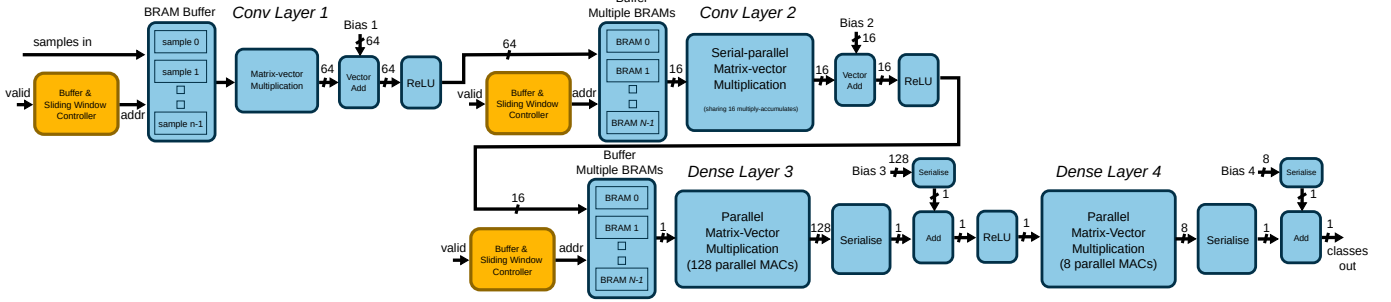 BRAM Buffer
Conv Layer 1
samples in
sample 0
sample 1
sample n-1
valid
Buffer &
Sliding Window
Controller
addr
Matrix-vector
Multiplication
64
Bias 1
64
Vector
Add
64
ReLU
64
Buffer
Multiple BRAMs
Conv Layer 2
BRAM 0
BRAM 1
BRAM N-1
valid
Buffer &
Sliding Window
Controller
addr
16
Serial-parallel
Matrix-vector
Multiplication
(sharing 16 multiply-accumulates)
16
Bias 2
16
Vector
Add
16
ReLU
16
Buffer
Multiple BRAMs
Dense Layer 3
BRAM 0
BRAM 1
BRAM N-1
valid
Buffer &
Sliding Window
Controller
addr
1
Parallel
Matrix-Vector
Multiplication
(128 parallel MACs)
128
Serialise
1
Bias 3
128
Serialise
1
Add
1
ReLU
1
Dense Layer 4
Parallel
Matrix-Vector
Multiplication
(8 parallel MACs)
8
Serialise
1
Bias 4
8
Serialise
1
Add
1
classes
out